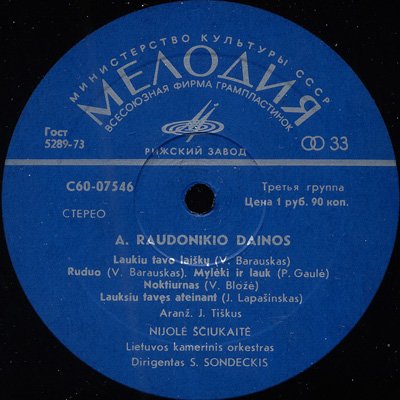 МИНИСТЕРСТВО КУЛЬТУРЫ СССР
МЕЛОДИЯ
ВСЕСОЮЗНАЯ ФИРМА ГРАМПЛАСТИНОК
Гост
5289-73
33
РИЖСКИЙ ЗАВОД
С60-07546
Третья группа
СТЕРЕО
Цена 1 руб. 90 коп.
A. RAUDONIKIO DAINOS
Laukiu tavo laiškų (V. Barauskas)
Ruduo (V. Barauskas). Mylėki ir lauk (P. Gaulė)
Noktiurnas (V. Bložė)
Lauksiu tavęs ateinant (J. Lapašinskas)
Aranž. J. Tiškus
NIJOLĖ ŠČIUKAITĖ
Lietuvos kamerinis orkestras
Dirigentas S. SONDECKIS